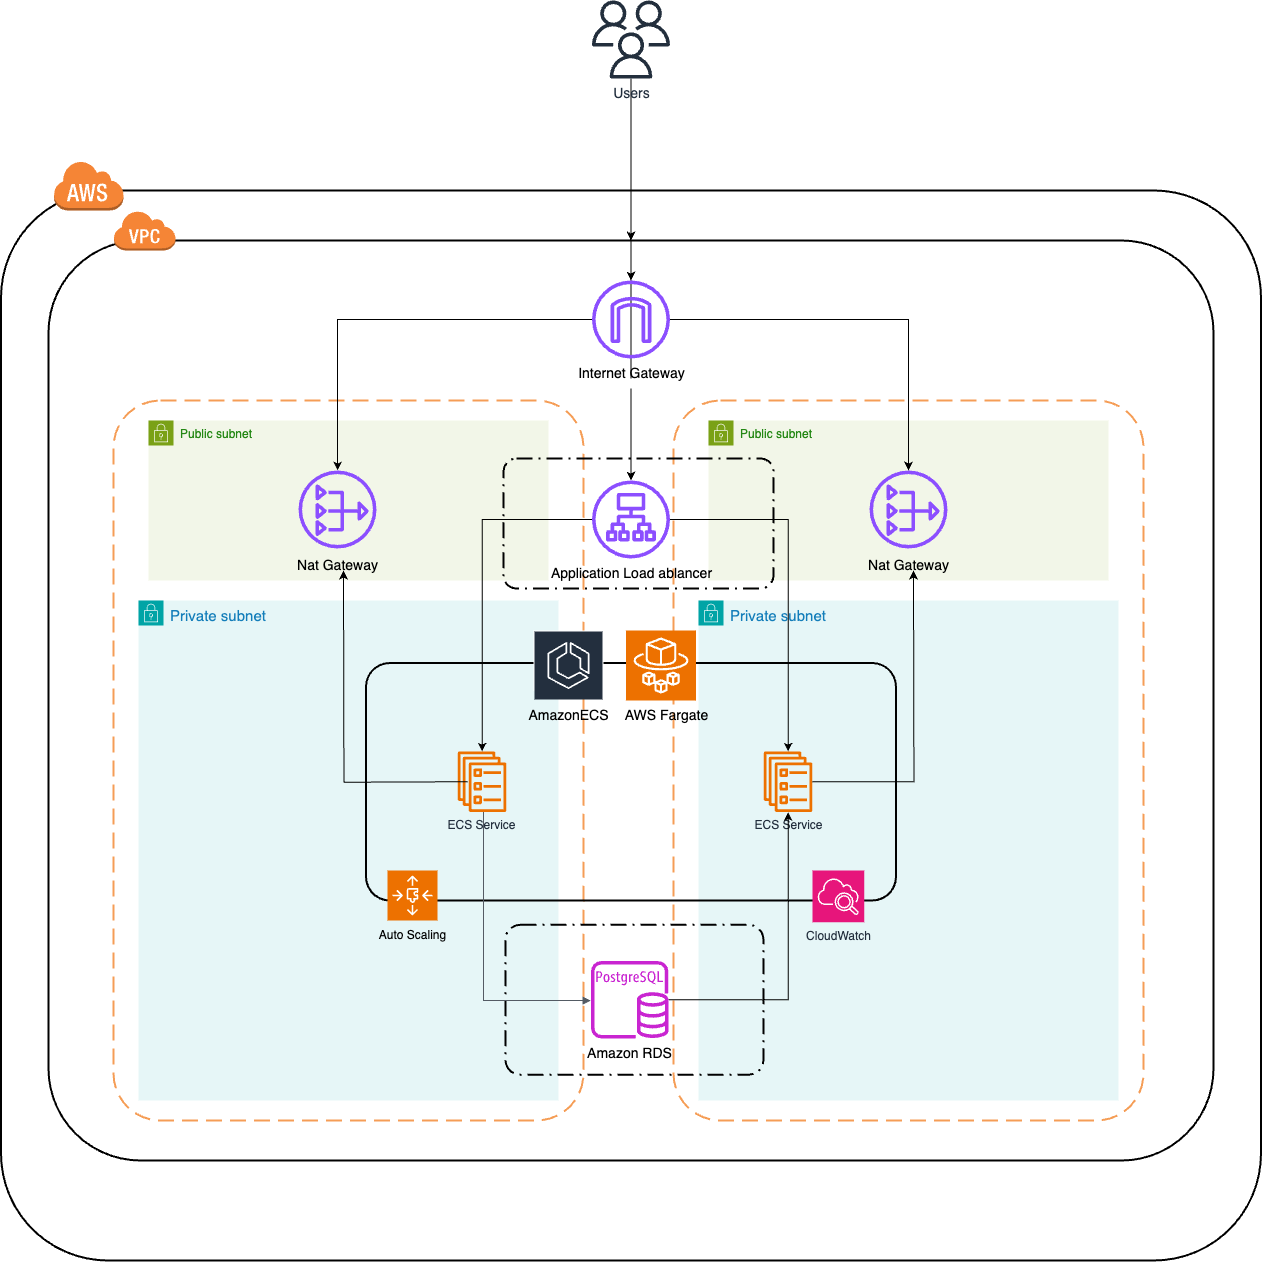 Users
AWS
VPC
Internet Gateway
Public subnet
Public subnet
Nat Gateway
Application Load ablancer
Nat Gateway
Private subnet
Private subnet
AmazonECS
AWS Fargate
ECS Service
ECS Service
Auto Scaling
CloudWatch
PostgreSQL
Amazon RDS